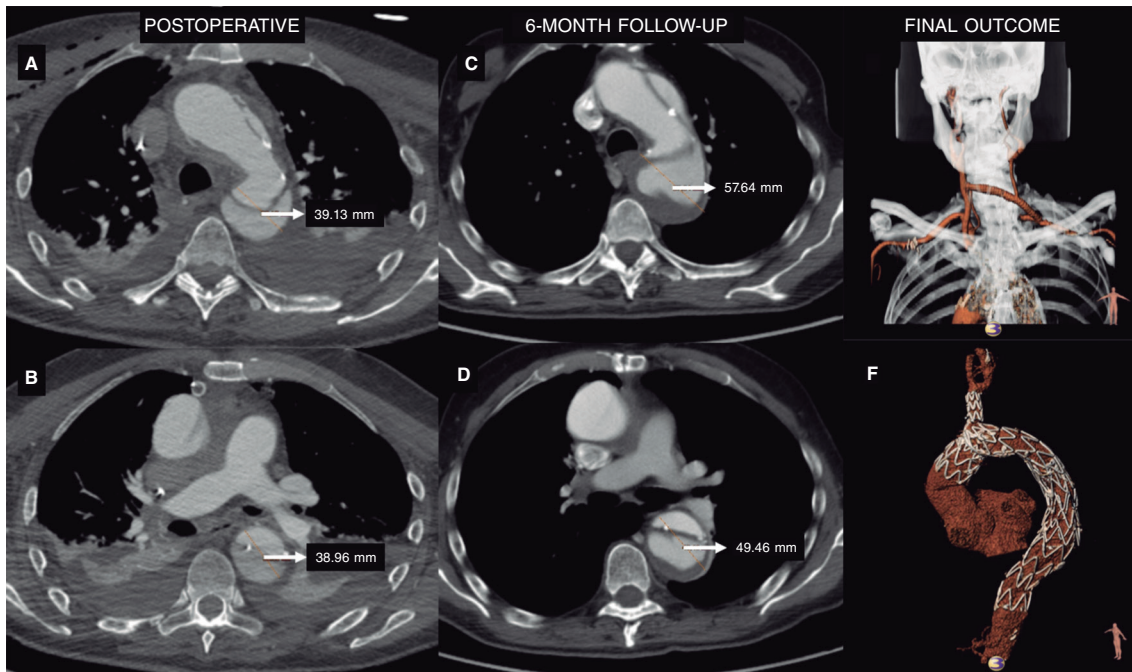 POSTOPERATIVE
6-MONTH FOLLOW-UP
FINAL OUTCOME
A
39.13 mm
C
57.64 mm
B
38.96 mm
D
49.46 mm
F